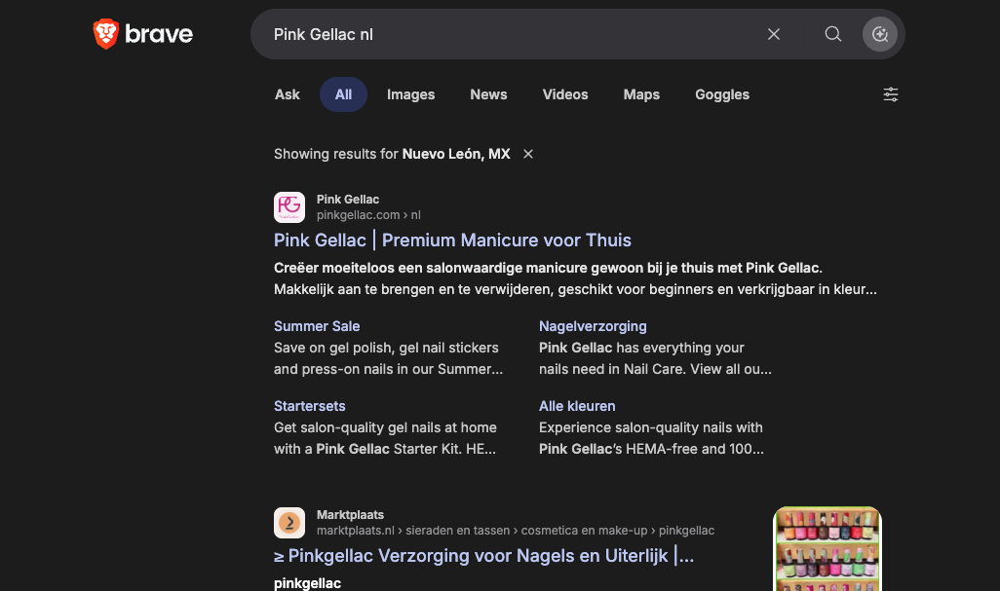 brave
Pink Gellac nl
Ask All Images News Videos Maps Goggles
Showing results for Nuevo León, MX
PG
Pink Gellac
pinkgellac.com › nl
Pink Gellac | Premium Manicure voor Thuis
Creëer moeiteloos een salonwaardige manicure gewoon bij je thuis met Pink Gellac.
Makkelijk aan te brengen en te verwijderen, geschikt voor beginners en verkrijgbaar in kleur...
Summer Sale
Save on gel polish, gel nail stickers
and press-on nails in our Summer...
Nagelverzorging
Pink Gellac has everything your
nails need in Nail Care. View all ou...
Startersets
Get salon-quality gel nails at home
with a Pink Gellac Starter Kit. HE...
Alle kleuren
Experience salon-quality nails with
Pink Gellac's HEMA-free and 100...
Marktplaats
marktplaats.nl › sieraden en tassen › cosmetica en make-up › pinkgellac
≥ Pinkgellac Verzorging voor Nagels en Uiterlijk |...
pinkgellac